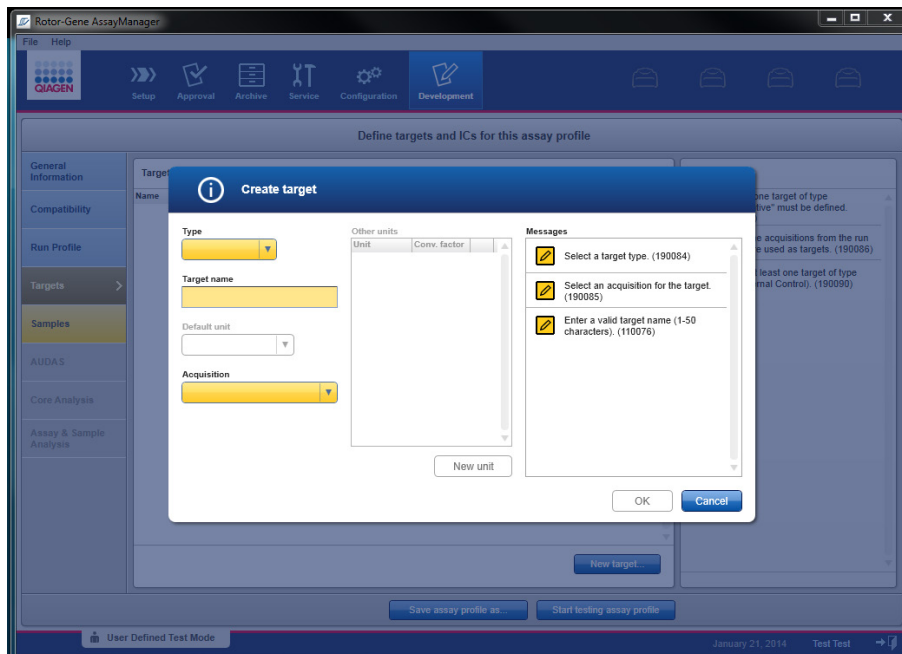 Rotor-Gene AssayManager
File Help
QIAGEN
Setup Approval Archive Service Configuration Development
Define targets and ICs for this assay profile
General
Information
Compatibility
Run Profile
Targets
Samples
AUDAS
Core Analysis
Assay & Sample
Analysis
Name
Create target
Type
Target name
Default unit
Acquisition
Other units
Unit Conv. factor
New unit
Messages
Select a target type. (190084)
Select an acquisition for the target.
(190085)
Enter a valid target name (1-50
characters). (110076)
OK Cancel
one target of type
must be defined.
acquisitions from the run
used as targets. (190086)
least one target of type
Control). (190090)
New target...
Save assay profile as... Start testing assay profile
User Defined Test Mode
January 21, 2014 Test Test